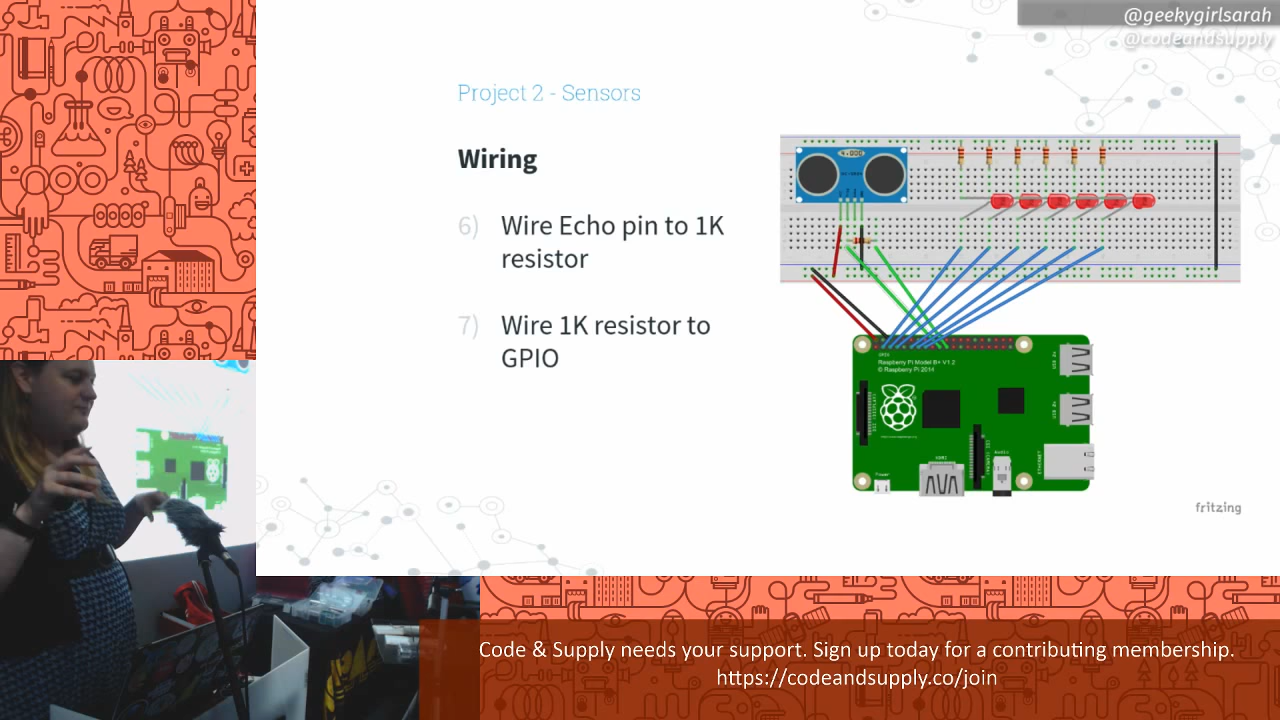 @geekygirlsarah
@codeandsupply
Project 2 - Sensors
Wiring
6) Wire Echo pin to 1K
resistor
7) Wire 1K resistor to
GPIO
Raspberry Pi Model B+ V1.2
© Raspberry Pi 2014
HDMI
fritzing
Code & Supply needs your support. Sign up today for a contributing membership.
https://codeandsupply.co/join